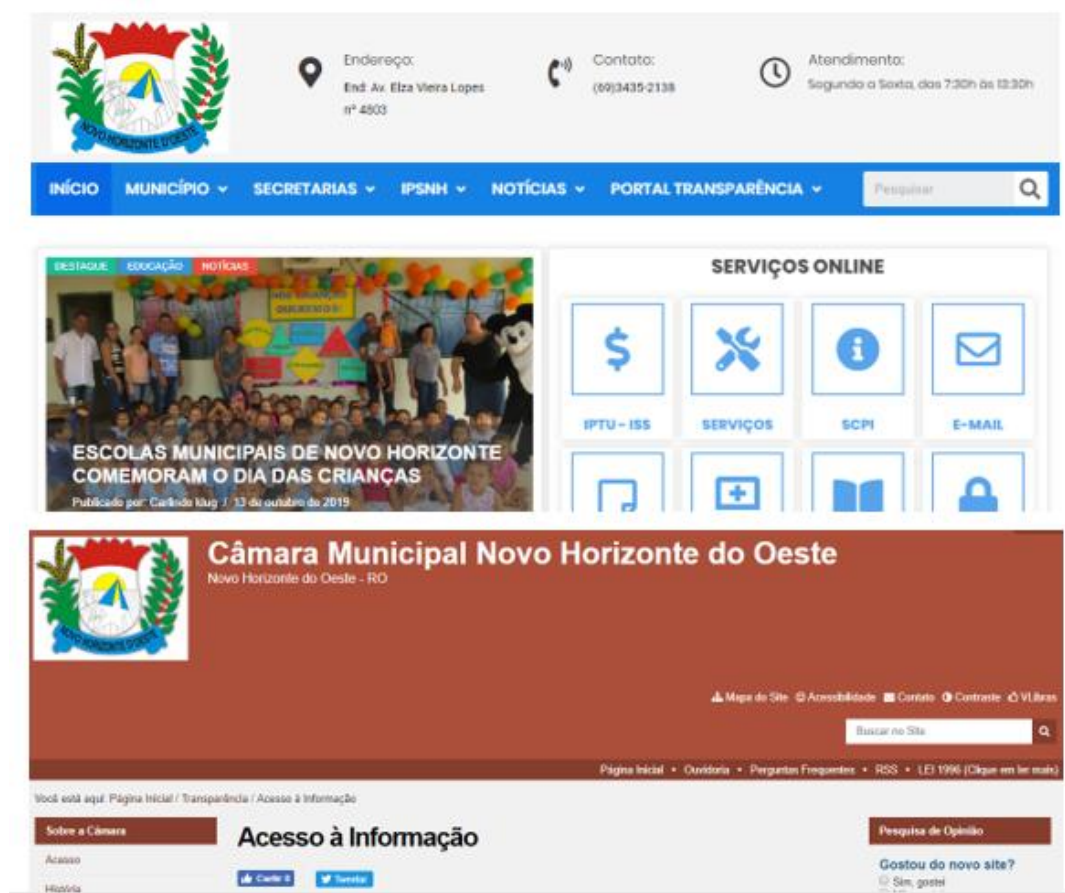 NOVO HORIZONTE D'OESTE
Endereço:
End: Av. Elza Vieira Lopes
nº 4803
Contato:
(69)3435-2138
Atendimento:
Segunda a Sexta, das 7:30h às 13:30h
INÍCIO MUNICÍPIO SECRETARIAS IPSNH NOTÍCIAS PORTAL TRANSPARÊNCIA Pesquisar
DESTAQUE EDUCAÇÃO NOTÍCIAS
ESCOLAS MUNICIPAIS DE NOVO HORIZONTE
COMEMORAM O DIA DAS CRIANÇAS
Publicado por: Carlindo klug / 13 de outubro de 2019
SERVIÇOS ONLINE
IPTU - ISS SERVIÇOS SCPI E-MAIL
NOVO HORIZONTE D'OESTE
Câmara Municipal Novo Horizonte do Oeste
Novo Horizonte do Oeste - RO
Mapa do Site Acessibilidade Contato Contraste VLibras
Buscar no Site
Página Inicial • Ouvidoria • Perguntas Frequentes • RSS • LEI 1996 (Clique em ler mais)
Você está aqui: Página Inicial / Transparência / Acesso à Informação
Sobre a Câmara
Acesso
História
Acesso à Informação
Curtir 0 Tweetar
Pesquisa de Opinião
Gostou do novo site?
Sim, gostei